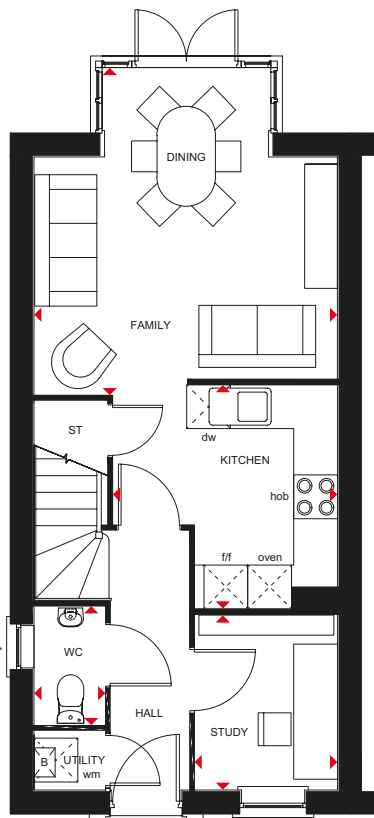 DINING
FAMILY
ST
dw
KITCHEN
hob
f/f oven
WC
HALL
STUDY
B UTILITY
wm